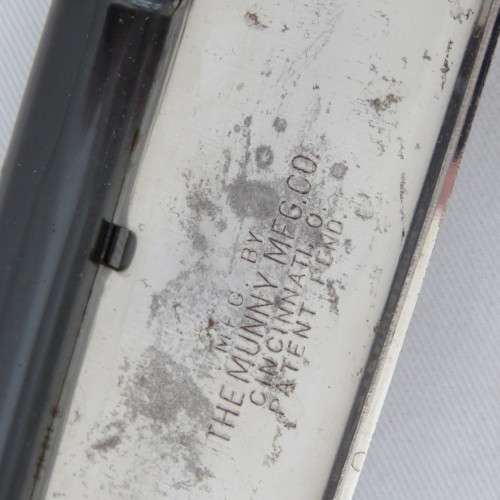 MFG. BY
THE MUNNY MFG. CO.
CINCINNATI, O.
PATENT PEND.